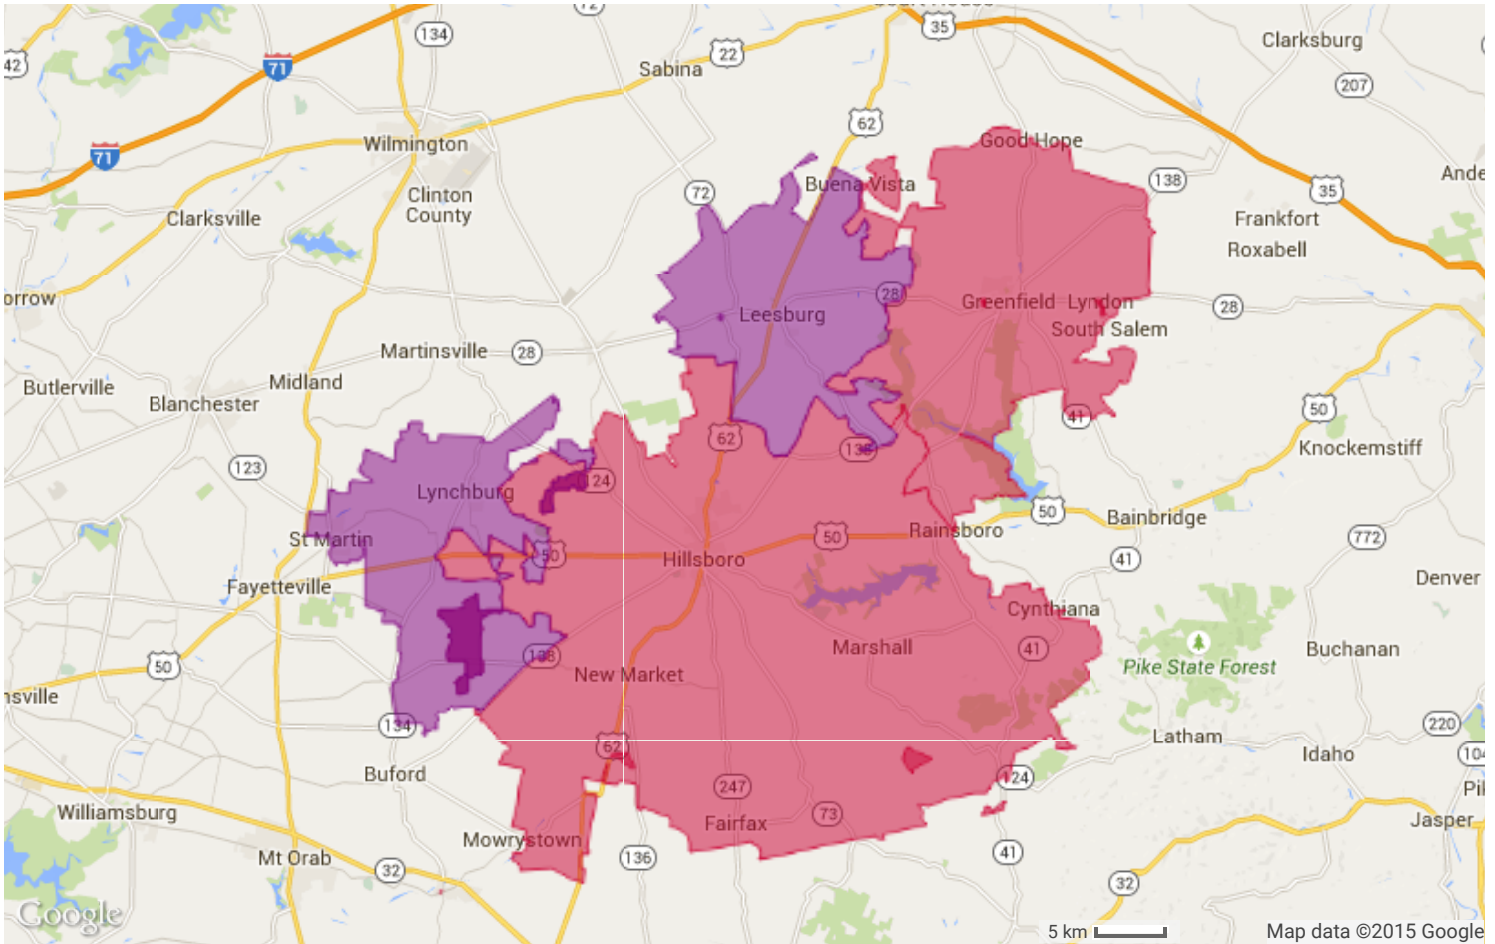 72
134
35
Clarksburg
42
71
22
Sabina
207
62
Wilmington
71
Good Hope
138
Buena Vista
72
Clinton
County
Clarksville
35
Frankfort
Roxabell
28
Leesburg
Greenfield
Lyndon
28
South Salem
Martinsville
28
Midland
Butlerville
Blanchester
50
41
62
138
Knockemstiff
123
124
Lynchburg
50
Bainbridge
50
Rainsboro
St Martin
50
772
Hillsboro
41
Fayetteville
Denver
Cynthiana
Marshall
41
Buchanan
138
50
Pike State Forest
New Market
134
220
Latham
62
Idaho
Buford
124
247
73
Williamsburg
Fairfax
Jasper
Mowrystown
Mt Orab
136
41
32
32
Google
5 km
Map data ©2015 Google